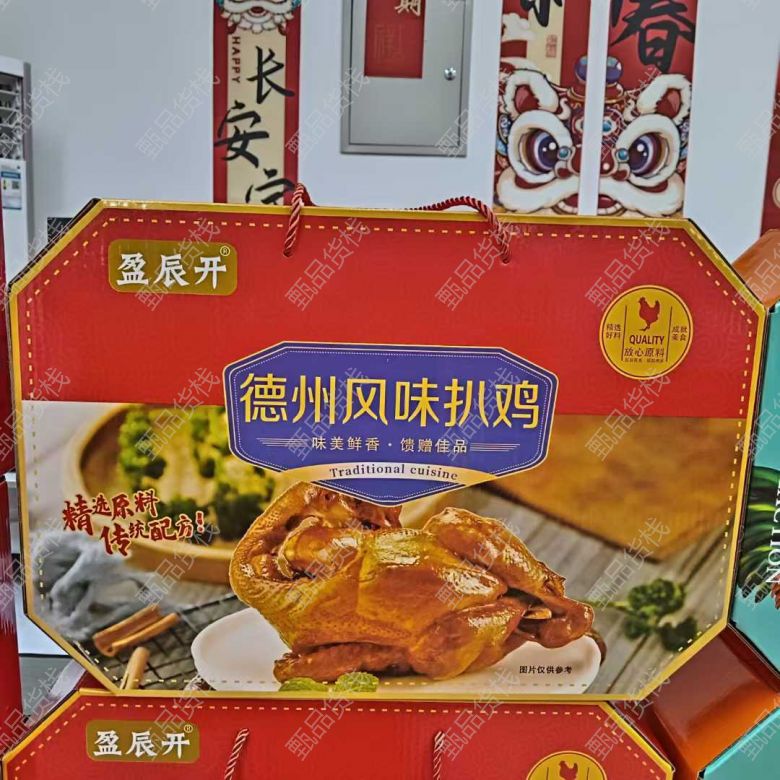 期
春
HAPPY
长
安
宁
盈辰开®
精选
好料
成就
美食
QUALITY
放心原料
德州风味扒鸡
味美鲜香·馈赠佳品
Traditional cuisine
精选原料
传统配方!
图片仅供参考
盈辰开®
甄品货栈